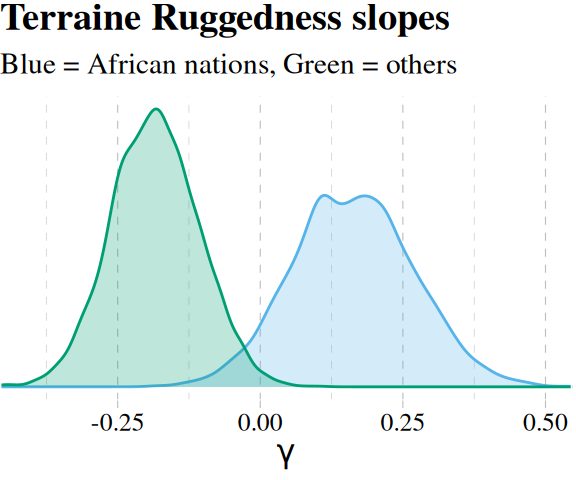 Terraine Ruggedness slopes
Blue = African nations, Green = others
-0.25 0.00 0.25 0.50
γ